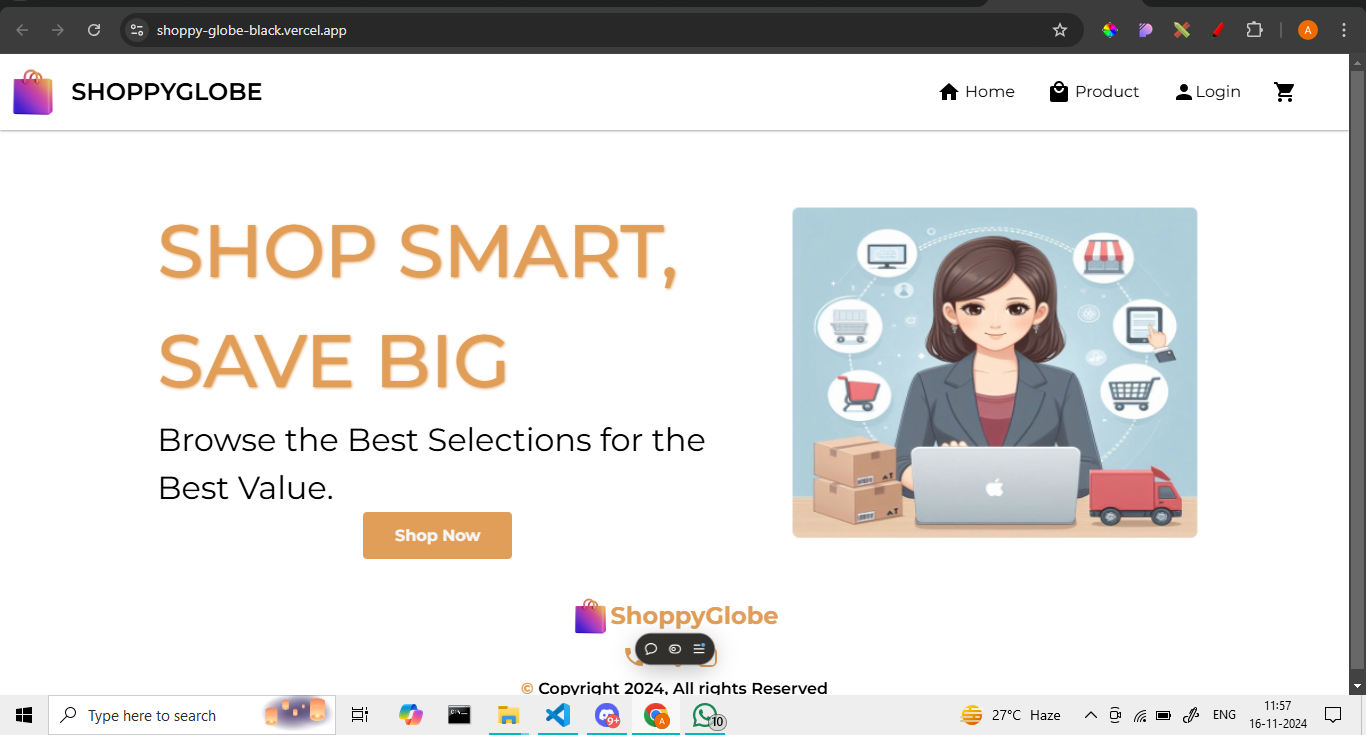 shoppy-globe-black.vercel.app
A
SHOPPYGLOBE
Home
Product
Login
SHOP SMART,
SAVE BIG
Browse the Best Selections for the
Best Value.
Shop Now
ShoppyGlobe
© Copyright 2024, All rights Reserved
Type here to search
9+
A
10
27°C Haze
ENG
11:57
16-11-2024